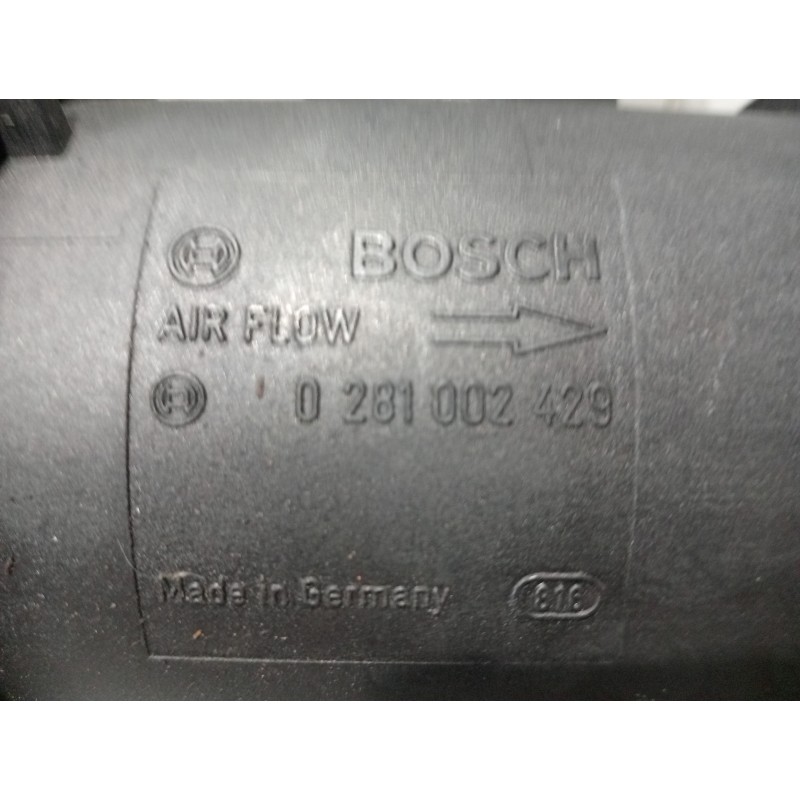 BOSCH
AIR FLOW
0 281 002 429
Made in Germany 816